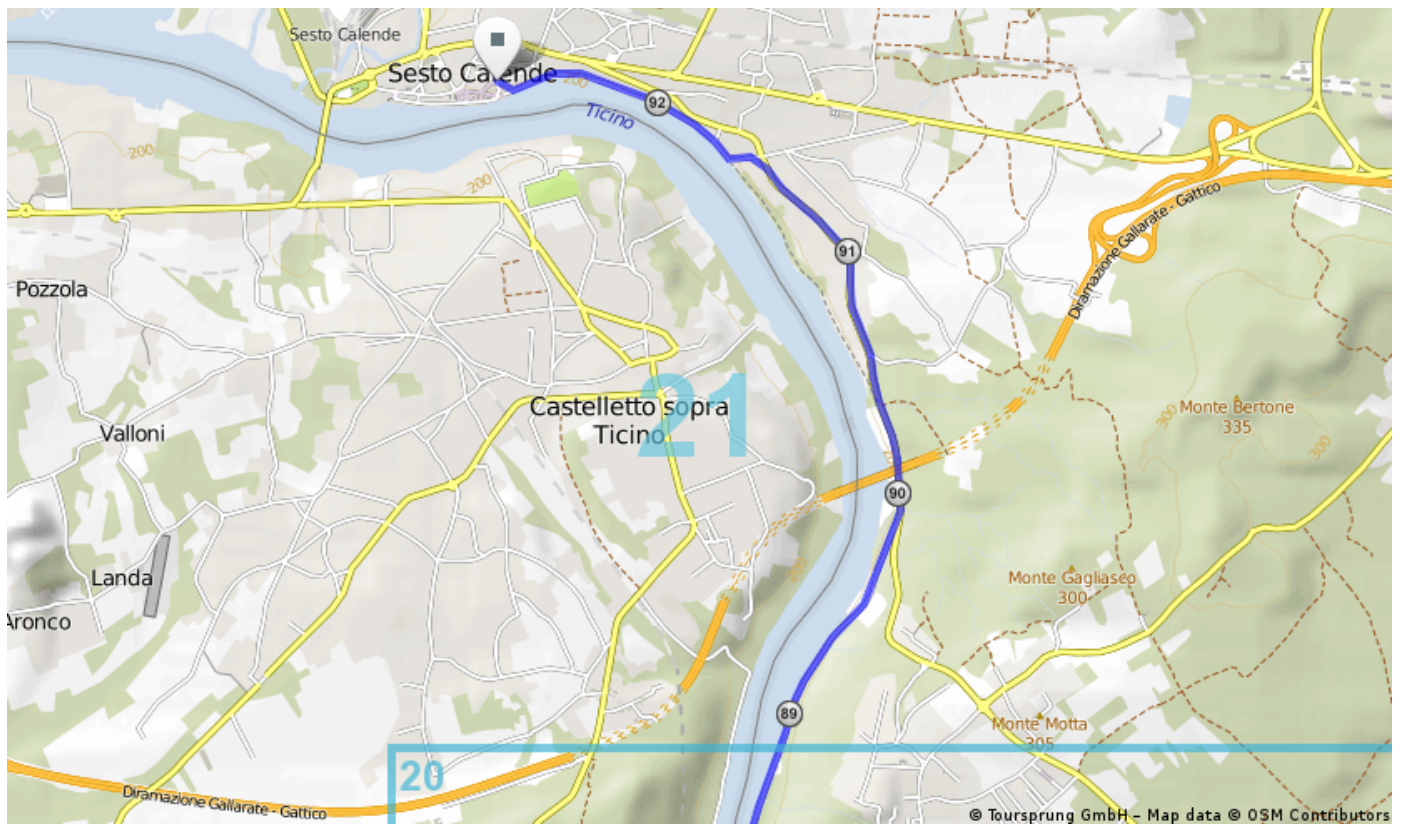 Sesto Calende
Sesto Calende
200
92
Ticino
200
200
Diramazione Gallarate - Gattico
91
Pozzola
300
Monte Bertone
335
21
Castelletto sopra
Ticino
Valloni
300
90
Landa
Monte Gagliasco
300
Aronco
89
Monte Motta
305
20
Diramazione Gallarate - Gattico
© Toursprung GmbH – Map data © OSM Contributors